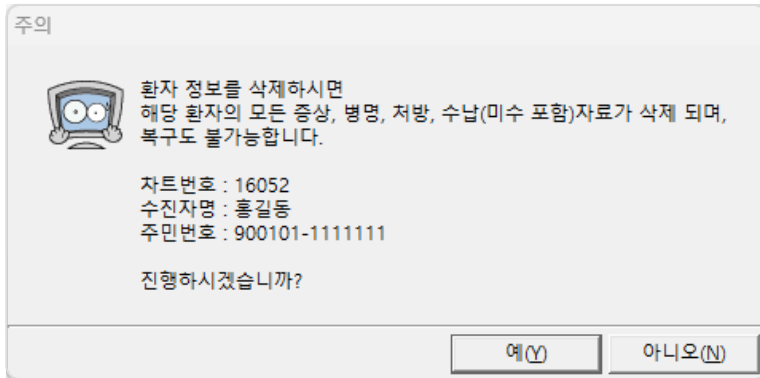 주의
환자 정보를 삭제하시면
해당 환자의 모든 증상, 병명, 처방, 수납(미수 포함)자료가 삭제 되며,
복구도 불가능합니다.
차트번호 : 16052
수진자명 : 홍길동
주민번호 : 900101-1111111
진행하시겠습니까?
예(Y) 아니오(N)